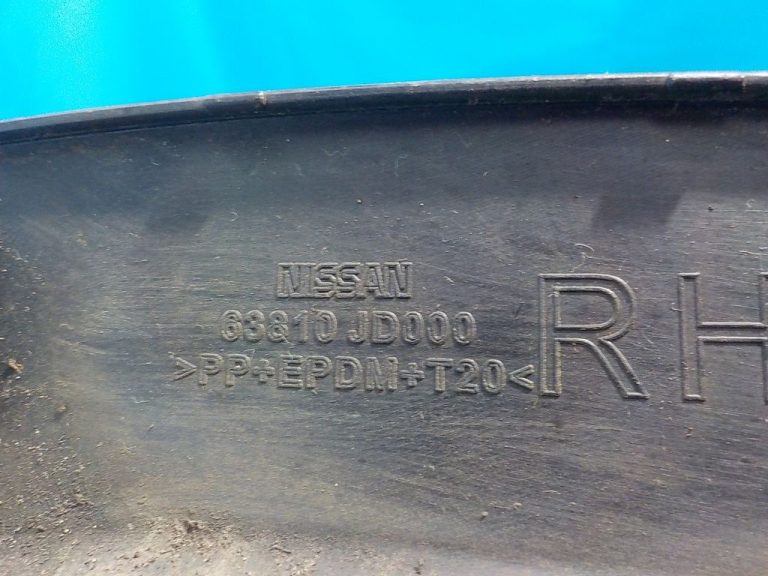 NISSAN
63810 JD000
>PP+EPDM+T20<
RH